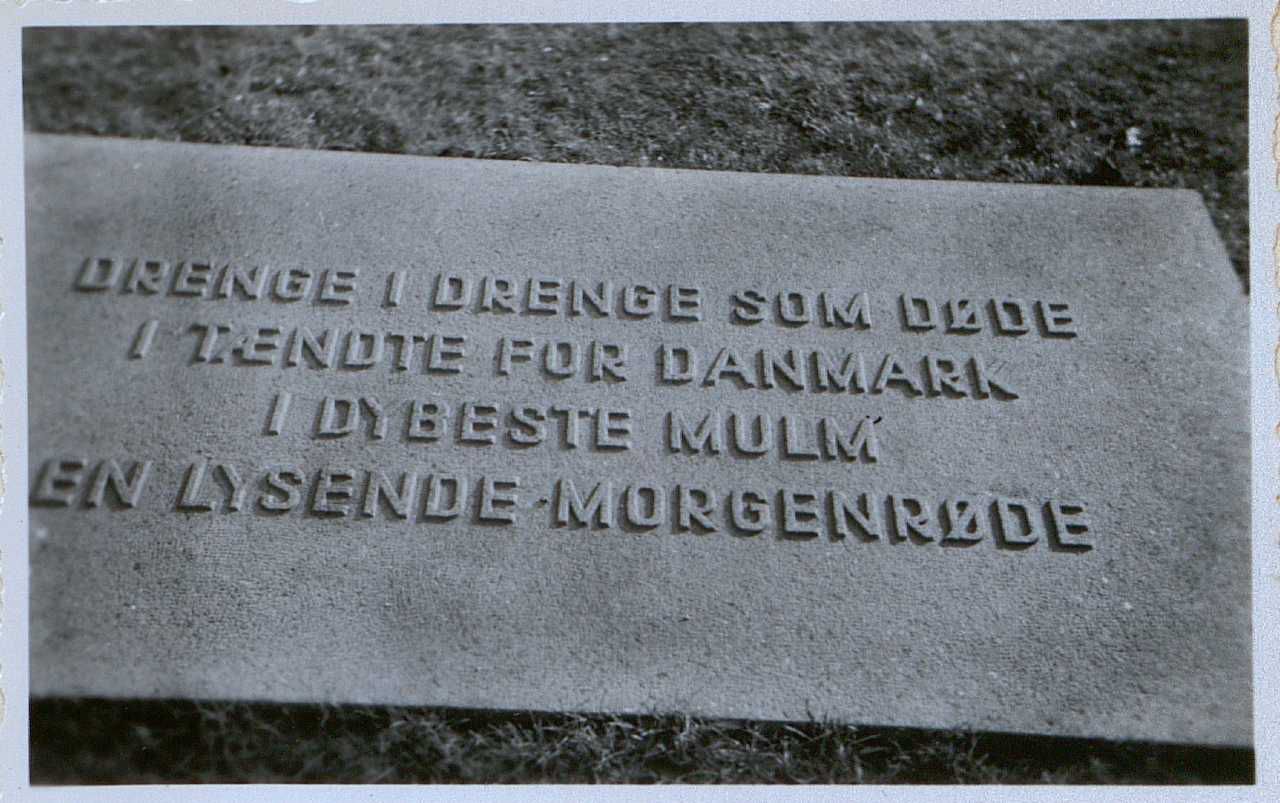 DRENGE I DRENGE SOM DØDE
I TÆNDTE FOR DANMARK
I DYBESTE MULM
EN LYSENDE MORGENRØDE